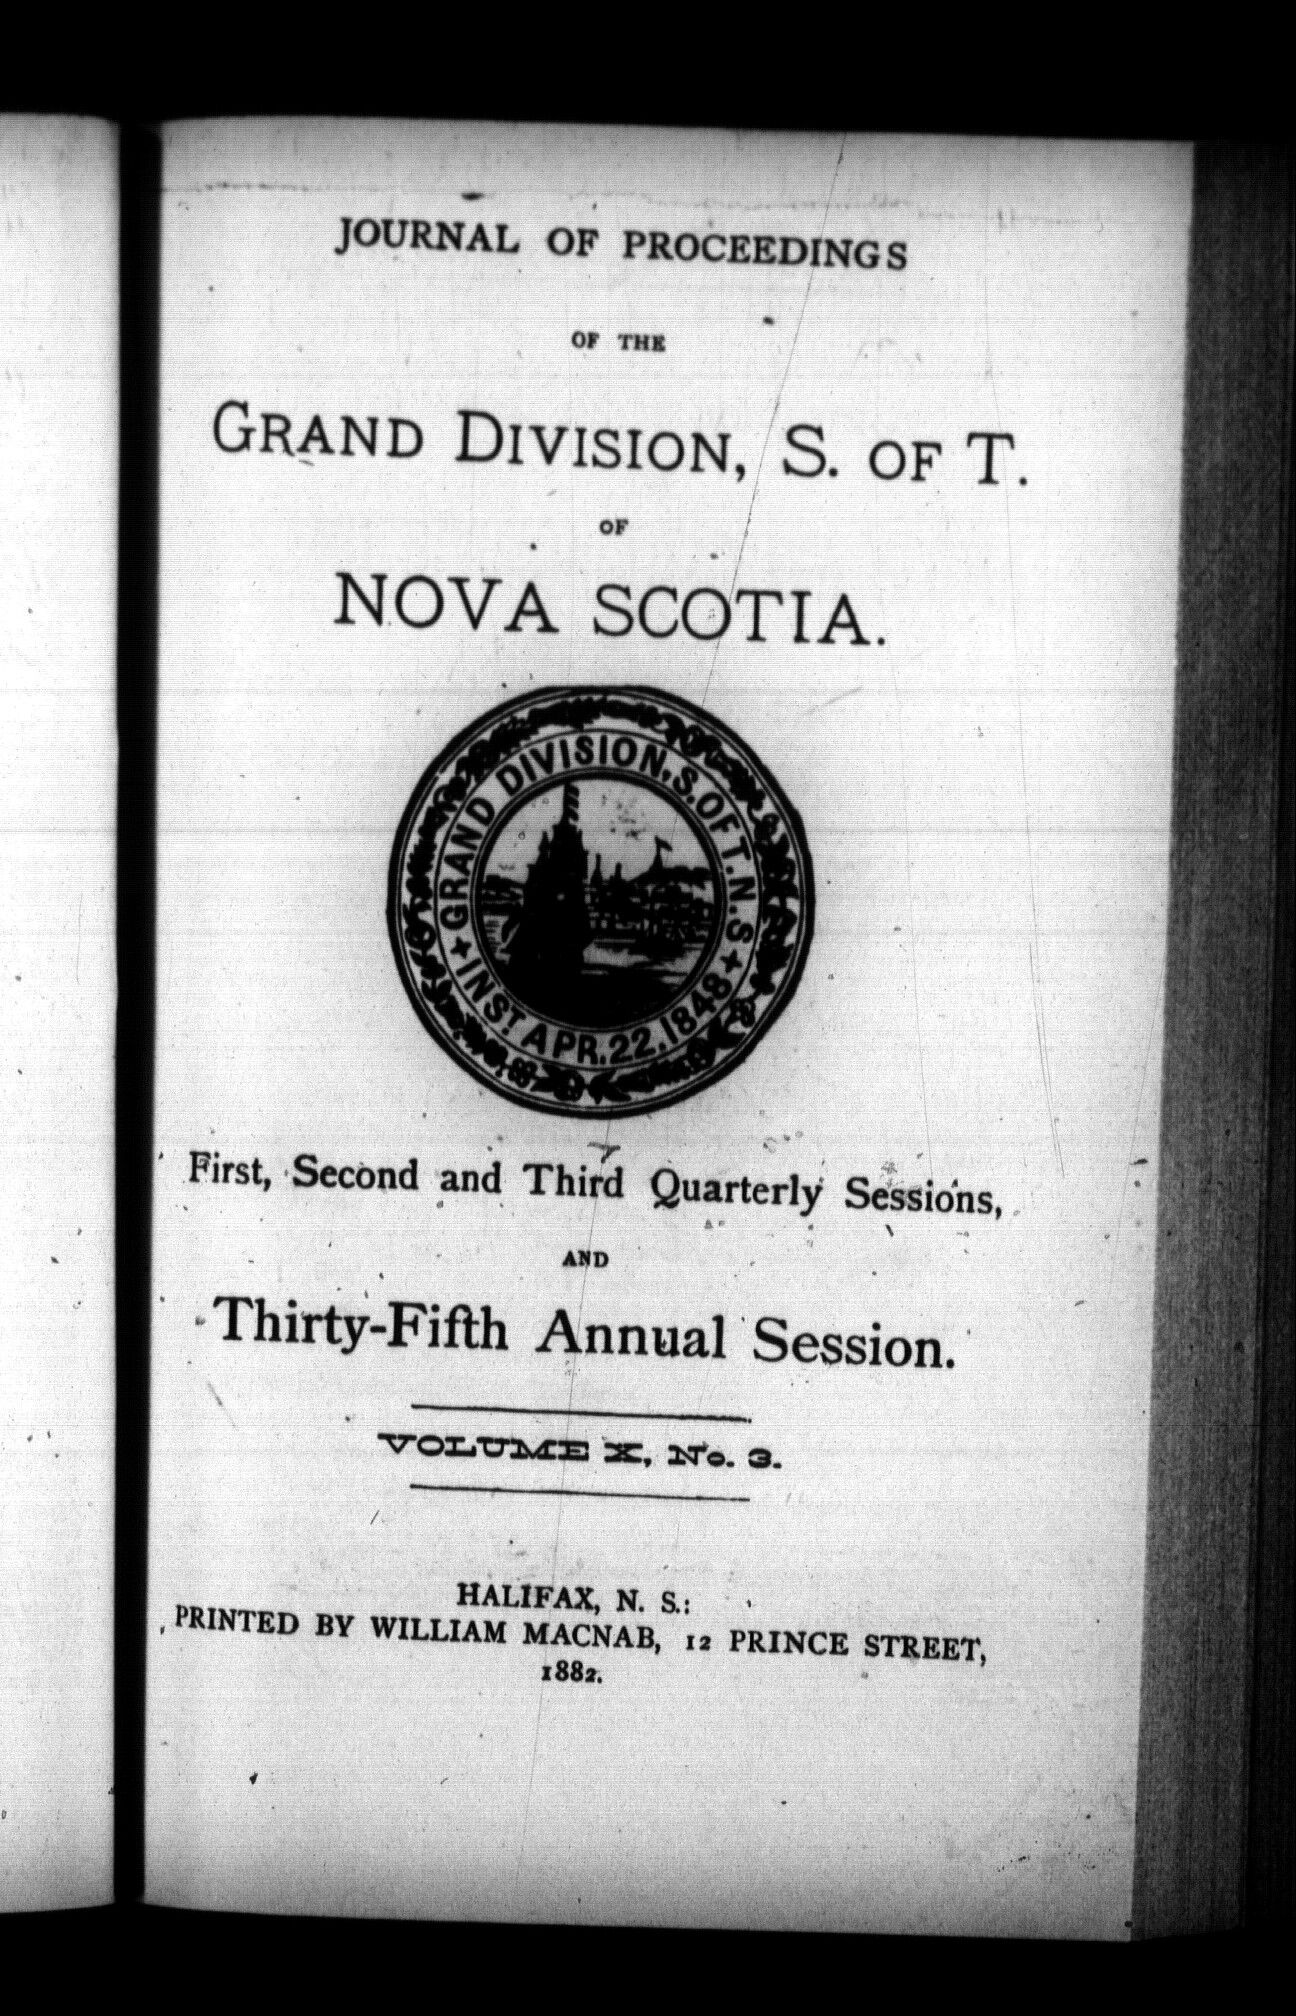 JOURNAL OF PROCEEDINGS
OF THE
GRAND DIVISION, S. OF T.
OF
NOVA SCOTIA.
GRAND DIVISION, S. OF T. N. S
INST. APR. 22. 1848
First, Second and Third Quarterly Sessions,
AND
Thirty-Fifth Annual Session.
VOLUME X, No. 3.
HALIFAX, N. S.:
PRINTED BY WILLIAM MACNAB, 12 PRINCE STREET,
1882.